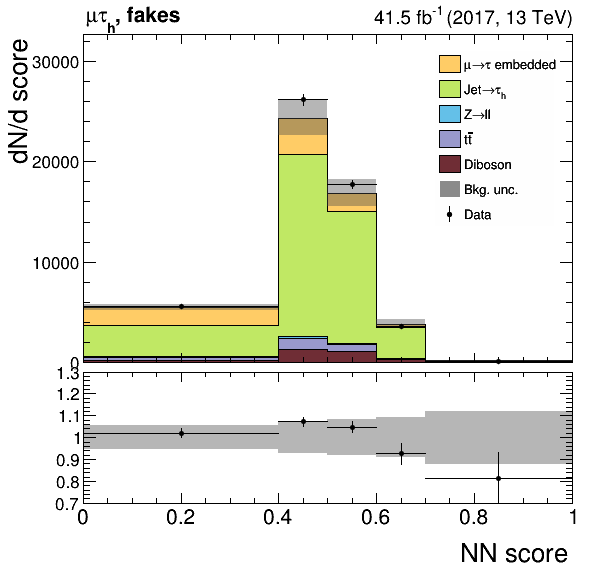 μτh, fakes
41.5 fb⁻¹ (2017, 13 TeV)
dN/d score
30000
20000
10000
0
μ→τ embedded
Jet→τh
Z→ll
tt̄
Diboson
Bkg. unc.
Data
1.3
1.2
1.1
1
0.9
0.8
0.7
0 0.2 0.4 0.6 0.8 1
NN score